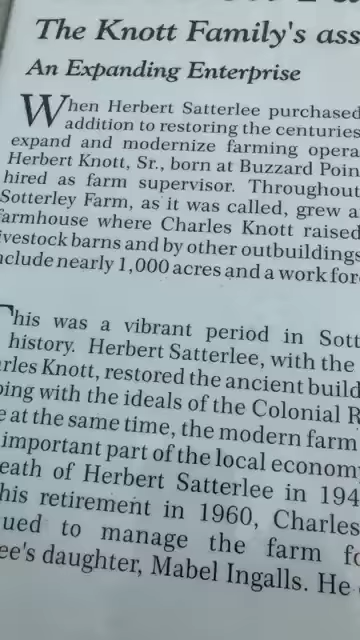 The Knott Family's ass
An Expanding Enterprise
When Herbert Satterlee purchased
addition to restoring the centuries
expand and modernize farming opera
Herbert Knott, Sr., born at Buzzard Poin
hired as farm supervisor. Throughout
Sotterley Farm, as it was called, grew a
farmhouse where Charles Knott raised
ivestock barns and by other outbuildings
nclude nearly 1,000 acres and a work for
This was a vibrant period in Sott
history. Herbert Satterlee, with the
rles Knott, restored the ancient build
ping with the ideals of the Colonial R
e at the same time, the modern farm
important part of the local econom
eath of Herbert Satterlee in 194
his retirement in 1960, Charles
ued to manage the farm fo
ee's daughter, Mabel Ingalls. He